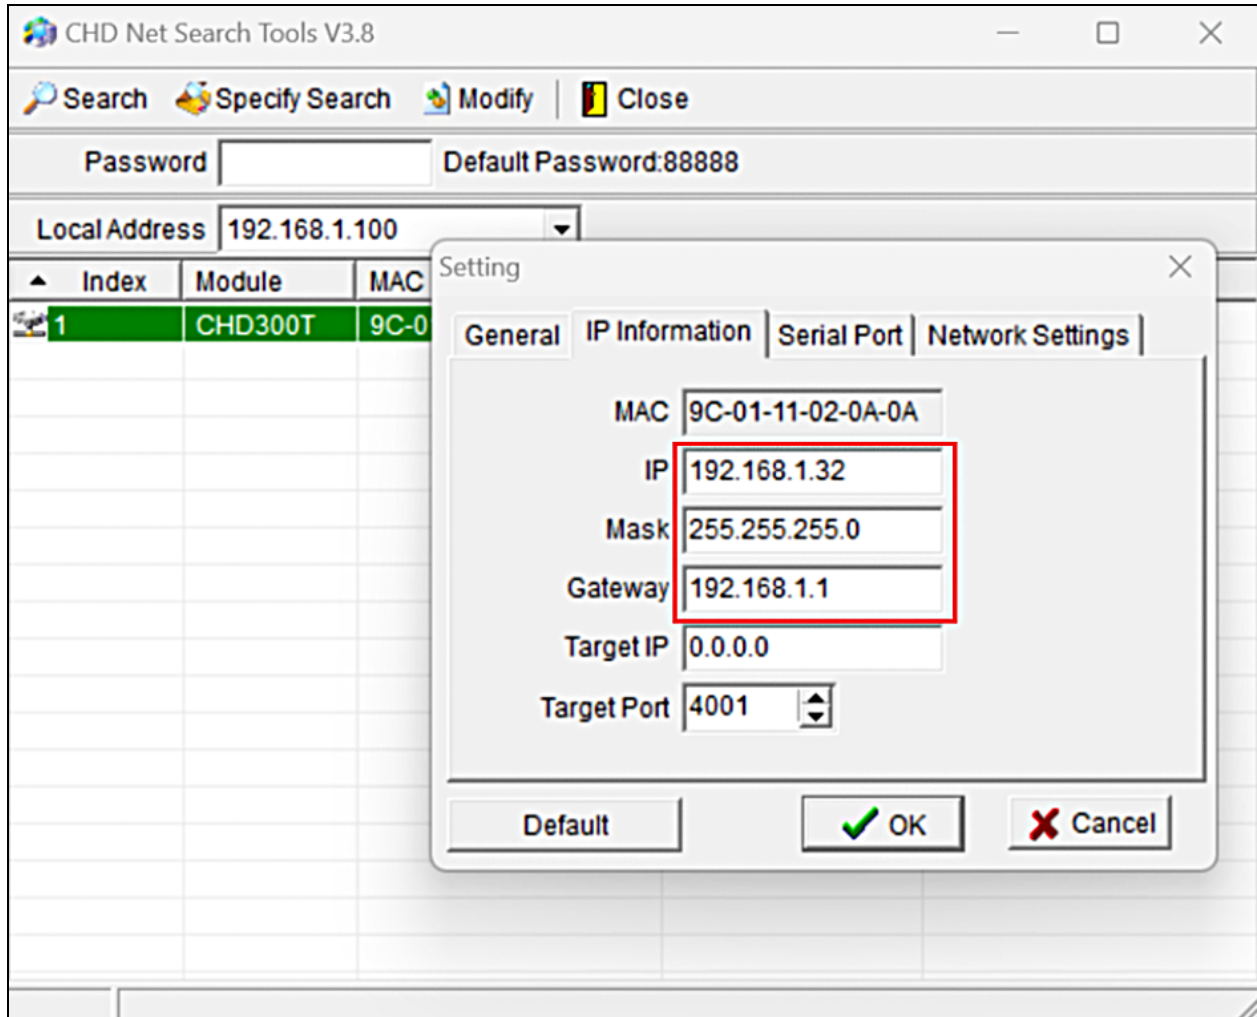 CHD Net Search Tools V3.8
Search Specify Search Modify Close
Password Default Password:88888
Local Address 192.168.1.100
Index Module MAC
1 CHD300T 9C-0
Setting
General IP Information Serial Port Network Settings
MAC 9C-01-11-02-0A-0A
IP 192.168.1.32
Mask 255.255.255.0
Gateway 192.168.1.1
Target IP 0.0.0.0
Target Port 4001
Default OK Cancel